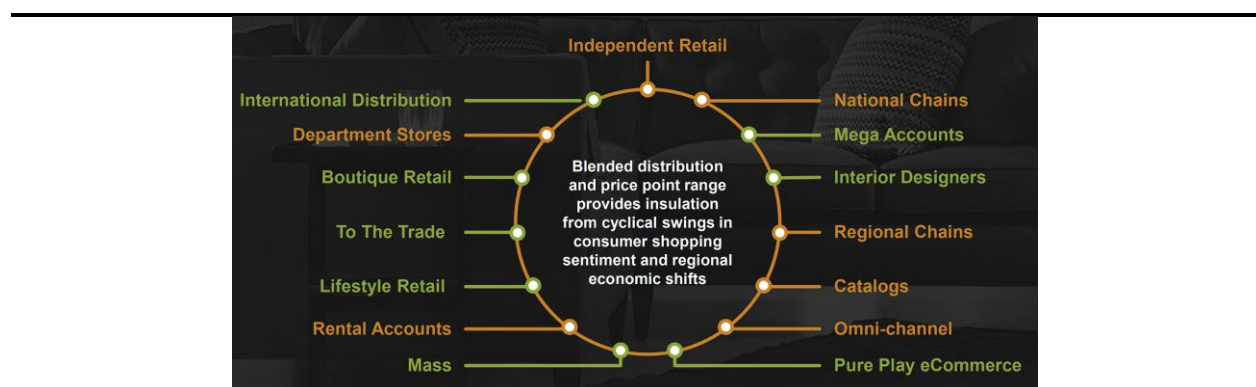 Independent Retail
International Distribution
National Chains
Department Stores
Mega Accounts
Boutique Retail
Interior Designers
To The Trade
Regional Chains
Lifestyle Retail
Catalogs
Rental Accounts
Omni-channel
Mass
Pure Play eCommerce
Blended distribution
and price point range
provides insulation
from cyclical swings in
consumer shopping
sentiment and regional
economic shifts